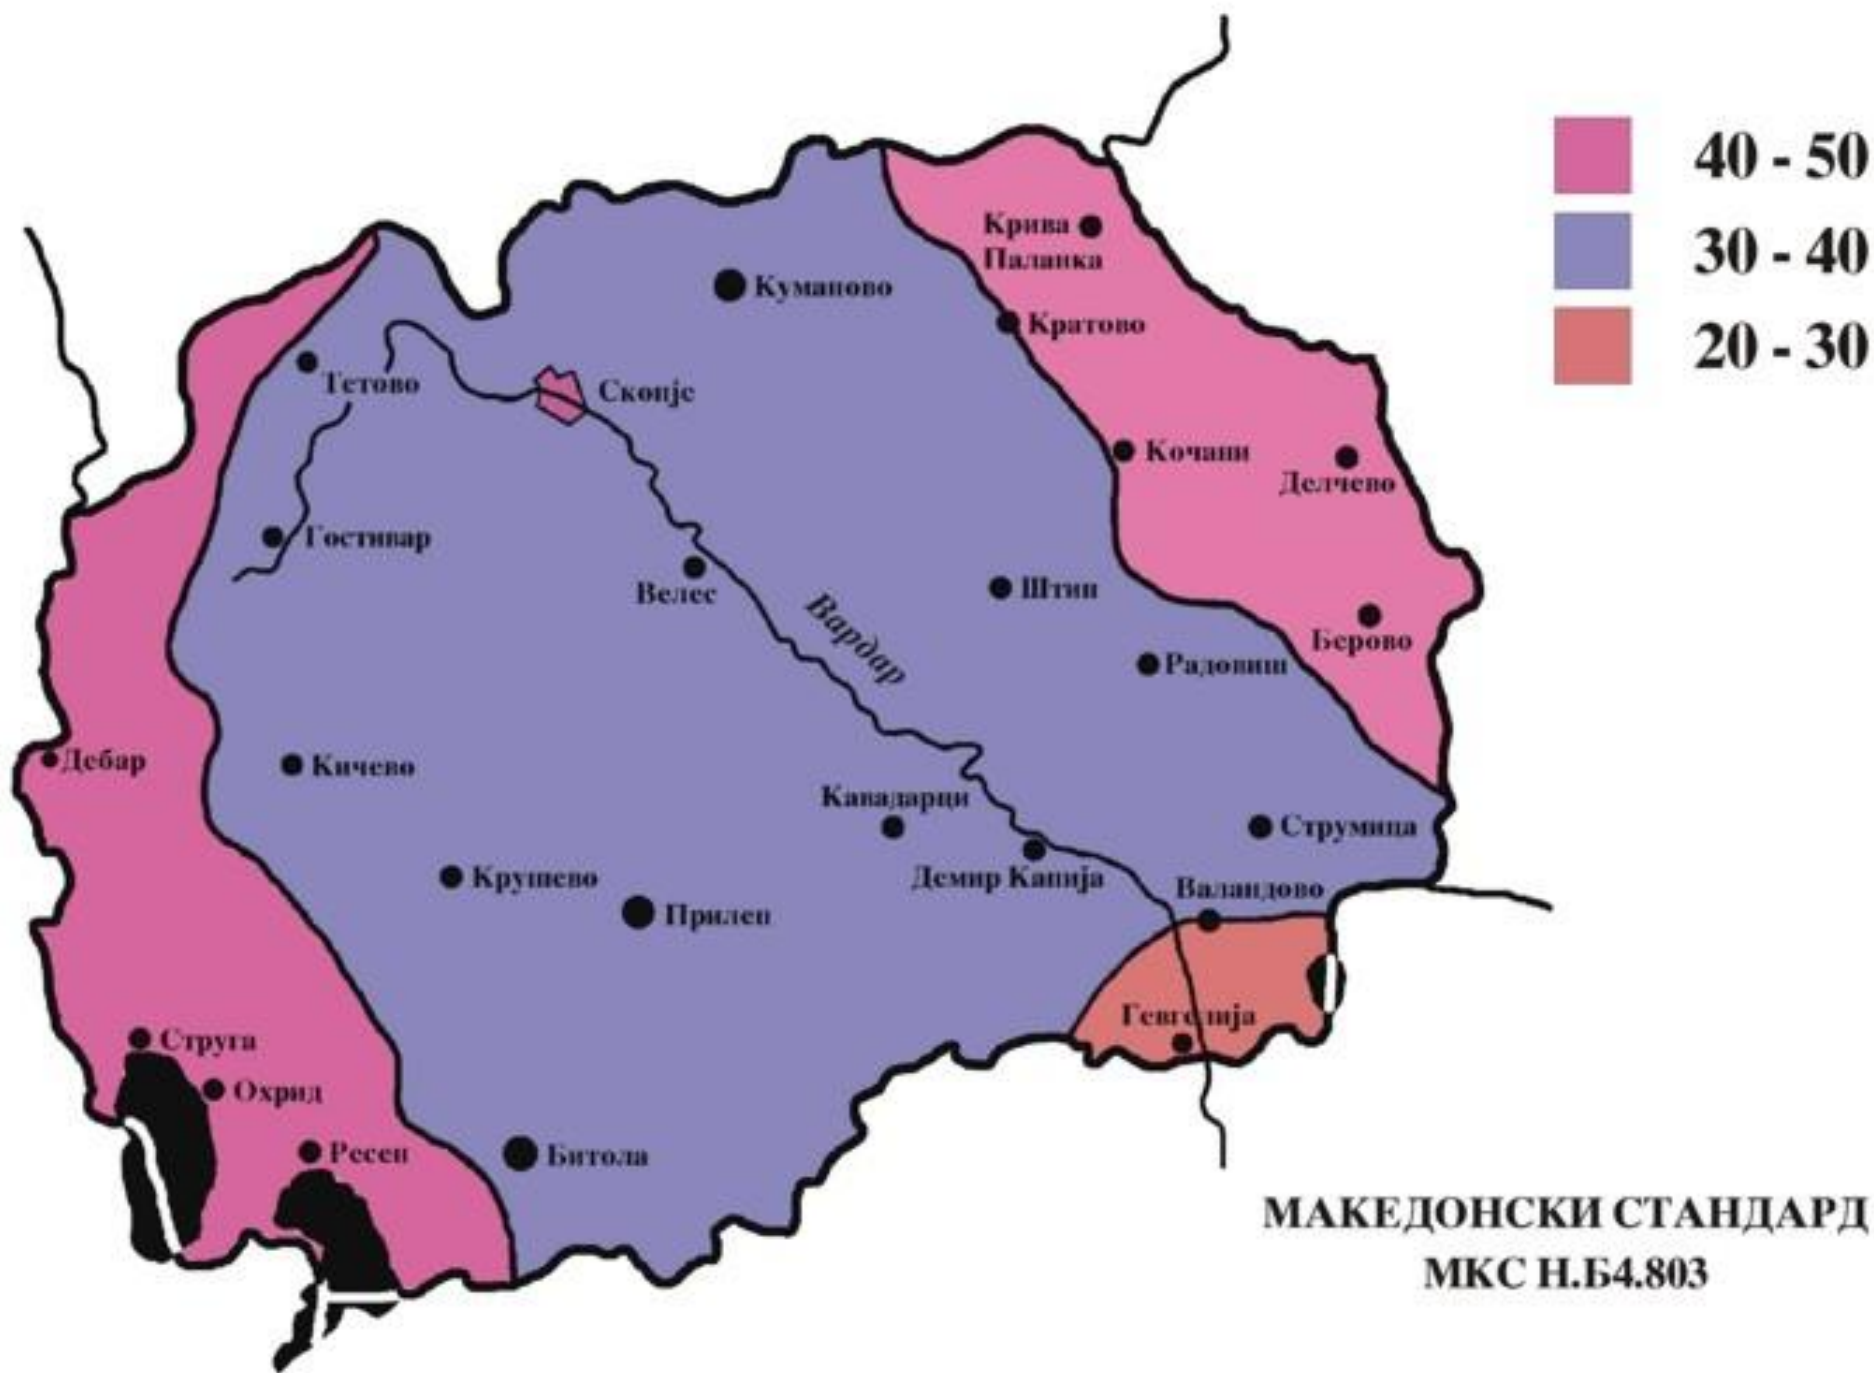 40 - 50
30 - 40
20 - 30
Крива
Паланка
Куманово
Кратово
Тетово
Скопје
Кочани
Делчево
Гостивар
Велес
Штип
Вардар
Берово
Радовиш
Дебар
Кичево
Кавадарци
Струмица
Крушево
Демир Капија
Валандово
Прилеп
Гевгелија
Струга
Охрид
Ресен
Битола
МАКЕДОНСКИ СТАНДАРД
МКС Н.Б4.803